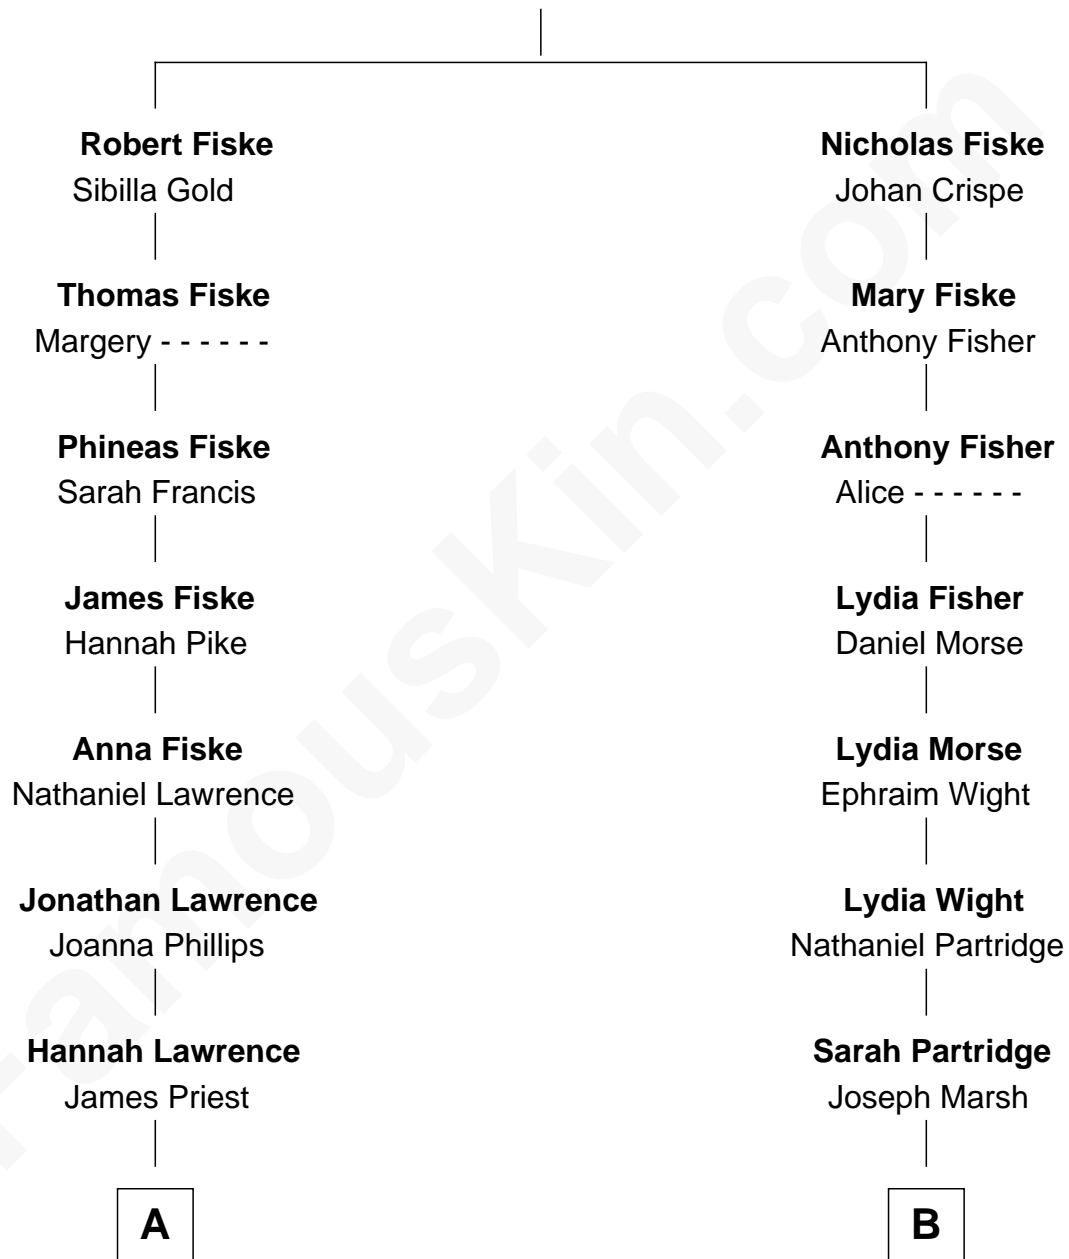 Robert Fiske
Sibilla Gold
Thomas Fiske
Margery - - - - - -
Phineas Fiske
Sarah Francis
James Fiske
Hannah Pike
Anna Fiske
Nathaniel Lawrence
Jonathan Lawrence
Joanna Phillips
Hannah Lawrence
James Priest
A
Nicholas Fiske
Johan Crispe
Mary Fiske
Anthony Fisher
Anthony Fisher
Alice - - - - - -
Lydia Fisher
Daniel Morse
Lydia Morse
Ephraim Wight
Lydia Wight
Nathaniel Partridge
Sarah Partridge
Joseph Marsh
B
FamousKin.com